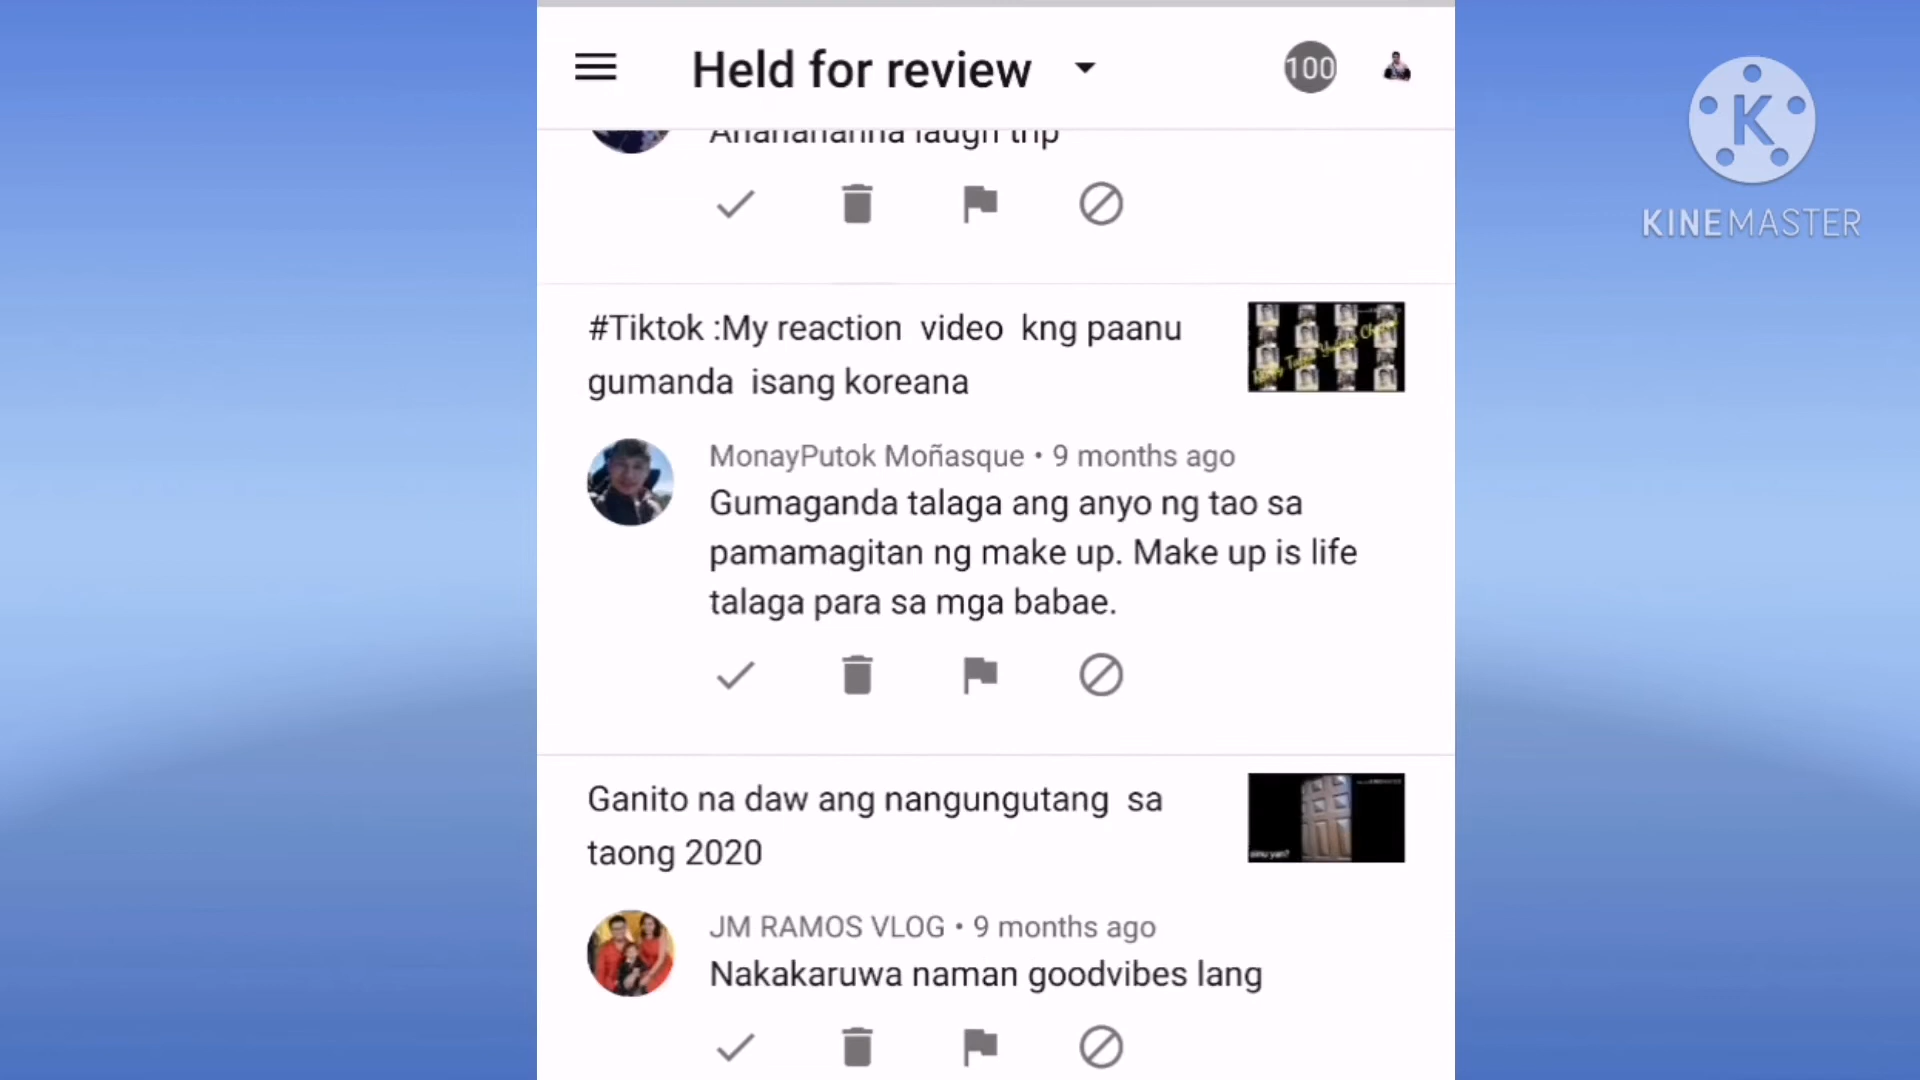 Held for review
100
KINEMASTER
laugh trip
#Tiktok :My reaction video kng paanu
gumanda isang koreana
MonayPutok Moñasque • 9 months ago
Gumaganda talaga ang anyo ng tao sa
pamamagitan ng make up. Make up is life
talaga para sa mga babae.
Ganito na daw ang nangungutang sa
taong 2020
JM RAMOS VLOG • 9 months ago
Nakakaruwa naman goodvibes lang